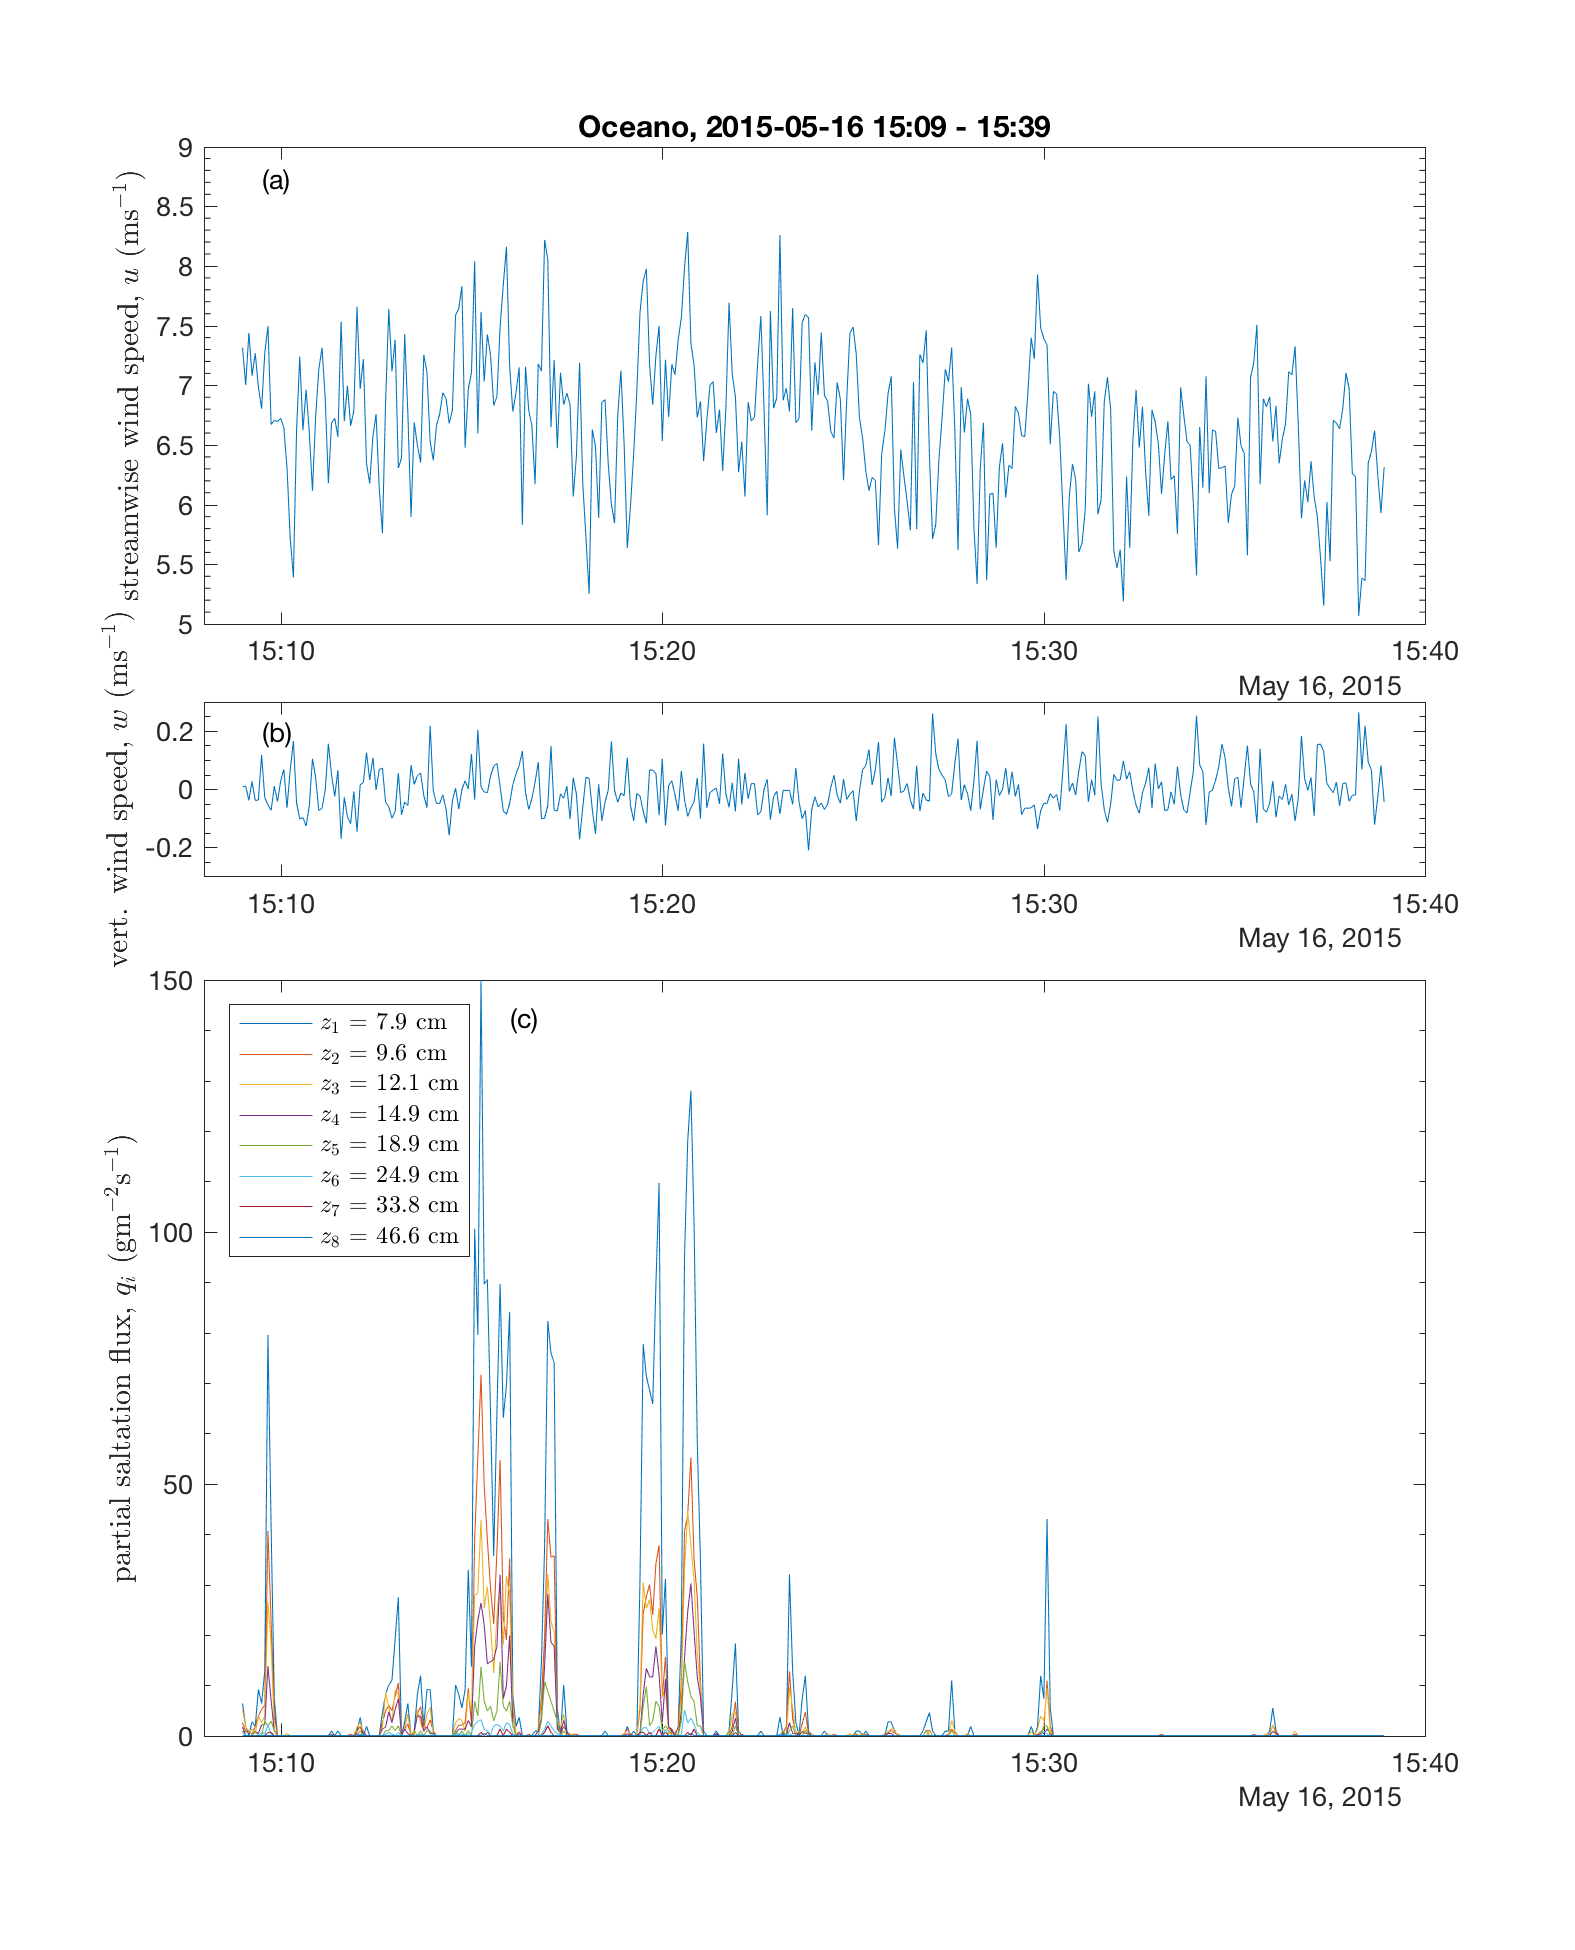 Oceano, 2015-05-16 15:09 - 15:39
(a)
streamwise wind speed, u (ms⁻¹)
9
8.5
8
7.5
7
6.5
6
5.5
5
15:10 15:20 15:30 15:40
May 16, 2015
(b)
vert. wind speed, w (ms⁻¹)
0.2
0
-0.2
15:10 15:20 15:30 15:40
May 16, 2015
(c)
partial saltation flux, qᵢ (gm⁻²s⁻¹)
150
100
50
0
z₁ = 7.9 cm
z₂ = 9.6 cm
z₃ = 12.1 cm
z₄ = 14.9 cm
z₅ = 18.9 cm
z₆ = 24.9 cm
z₇ = 33.8 cm
z₈ = 46.6 cm
15:10 15:20 15:30 15:40
May 16, 2015